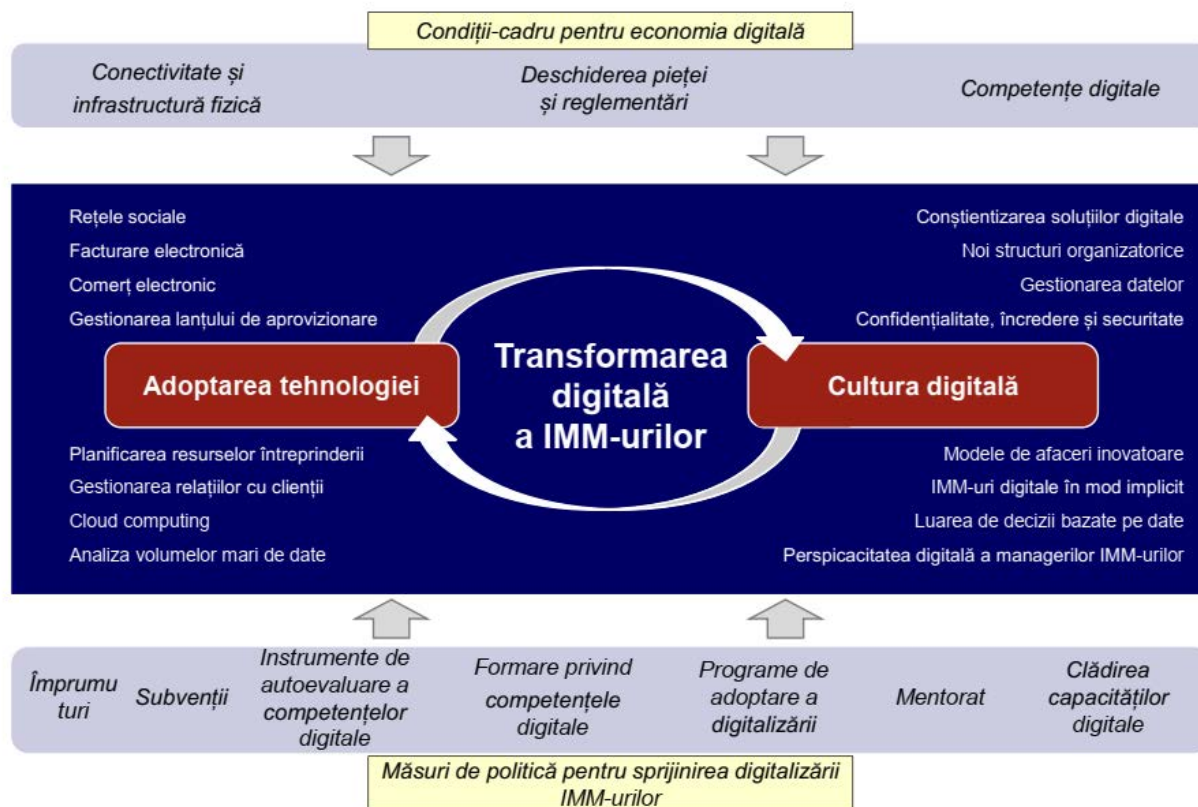 Condiții-cadru pentru economia digitală
Conectivitate și
infrastructură fizică
Deschiderea pieței
și reglementări
Competențe digitale
Rețele sociale
Facturare electronică
Comerț electronic
Gestionarea lanțului de aprovizionare
Conștientizarea soluțiilor digitale
Noi structuri organizatorice
Gestionarea datelor
Confidențialitate, încredere și securitate
Adoptarea tehnologiei
Transformarea
digitală
a IMM-urilor
Cultura digitală
Planificarea resurselor întreprinderii
Gestionarea relațiilor cu clienții
Cloud computing
Analiza volumelor mari de date
Modele de afaceri inovatoare
IMM-uri digitale în mod implicit
Luarea de decizii bazate pe date
Perspicacitatea digitală a managerilor IMM-urilor
Împrumu
turi
Subvenții
Instrumente de
autoevaluare a
competențelor
digitale
Formare privind
competențele
digitale
Programe de
adoptare a
digitalizării
Mentorat
Clădirea
capacităților
digitale
Măsuri de politică pentru sprijinirea digitalizării
IMM-urilor